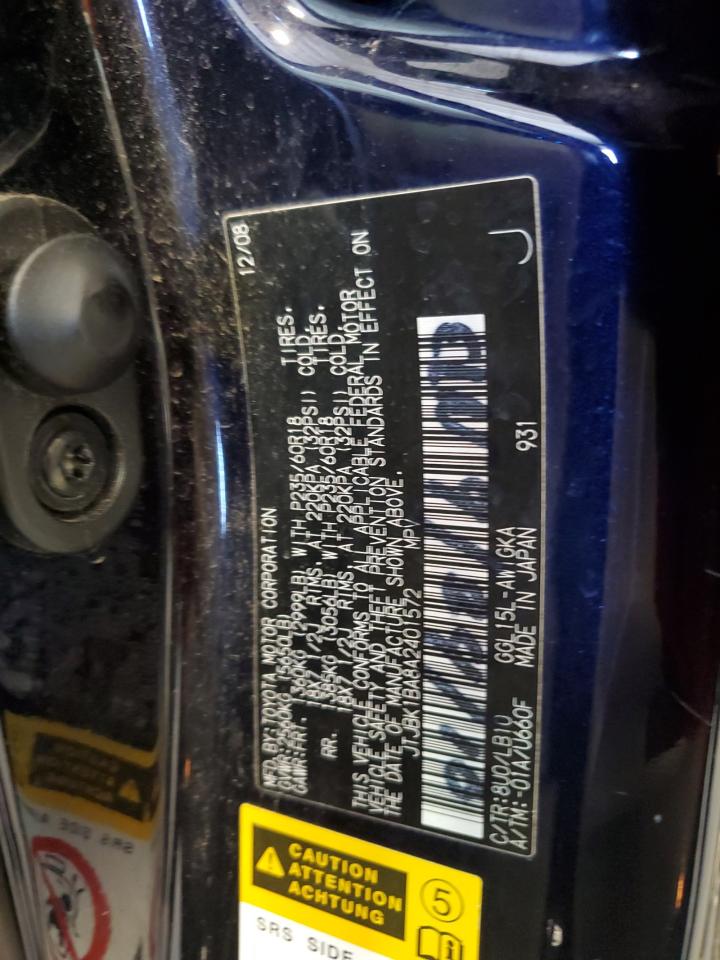 MFD.BY:TOYOTA MOTOR CORPORATION 12/08
GVWR:2560KG (5650LB)
GAWR:FRT. 1360KG (2999LB) WITH P235/60R18 TIRES.
18X7 1/2J RIMS. AT 220KPA (32PSI) COLD.
RR. 1385KG (3056LB) WITH P235/60R18 TIRES.
18X7 1/2J RIMS. AT 220KPA (32PSI) COLD.
THIS VEHICLE CONFORMS TO ALL APPLICABLE FEDERAL MOTOR
VEHICLE SAFETY AND THEFT PREVENTION STANDARDS IN EFFECT ON
THE DATE OF MANUFACTURE SHOWN ABOVE.
JTJBK1BA8A2401572 MPV
C/TR:8U0/LB10 GGL15L-AWTGKA 931
A/TM:-01A/U660F MADE IN JAPAN
J
CAUTION
ATTENTION
ACHTUNG
5
SRS SIDE